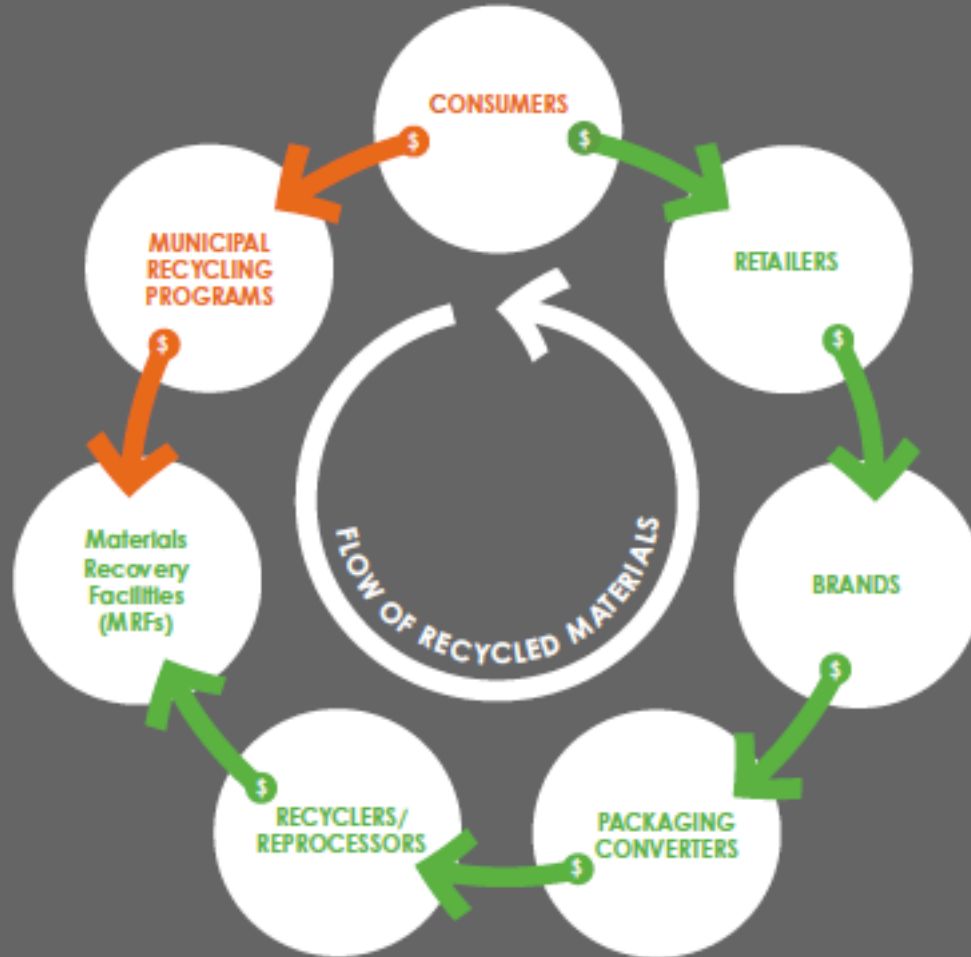 CONSUMERS
$
$
MUNICIPAL
RECYCLING
PROGRAMS
$
RETAILERS
$
Materials
Recovery
Facilities
(MRFs)
BRANDS
$
FLOW OF RECYCLED MATERIALS
RECYCLERS/
REPROCESSORS
$
PACKAGING
CONVERTERS
$